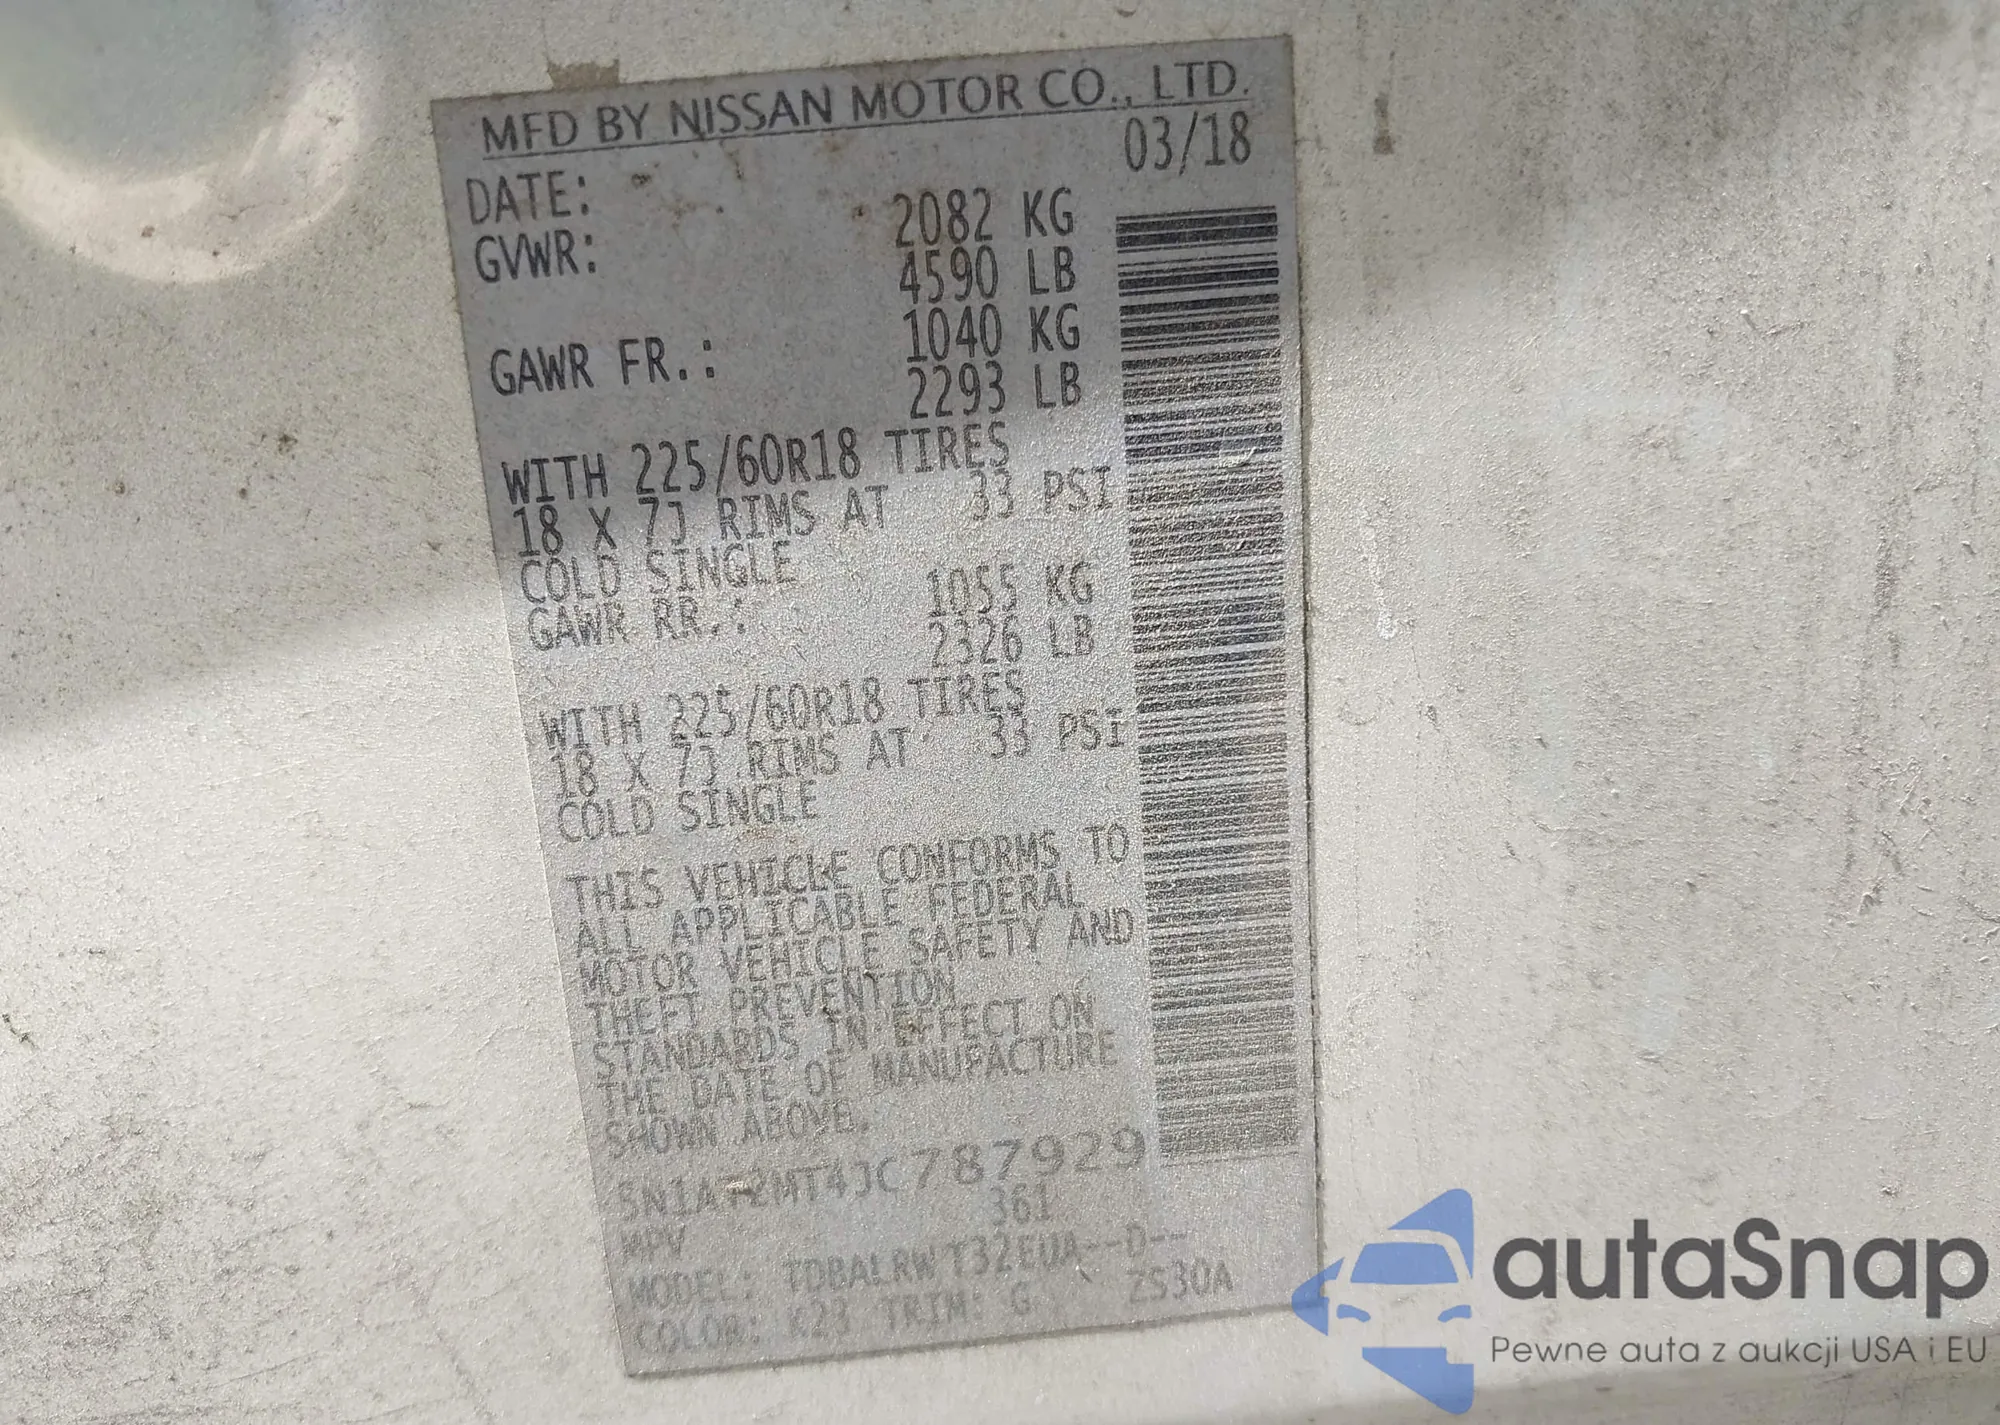 MFD BY NISSAN MOTOR CO., LTD.
DATE: 03/18
GVWR: 2082 KG
4590 LB
GAWR FR.: 1040 KG
2293 LB
WITH 225/60R18 TIRES
18 X 7J RIMS AT 33 PSI
COLD SINGLE
GAWR RR.: 1055 KG
2326 LB
WITH 225/60R18 TIRES
18 X 7J RIMS AT 33 PSI
COLD SINGLE
THIS VEHICLE CONFORMS TO
ALL APPLICABLE FEDERAL
MOTOR VEHICLE SAFETY AND
THEFT PREVENTION
STANDARDS IN EFFECT ON
THE DATE OF MANUFACTURE
SHOWN ABOVE.
5N1AT2MT4JC787929
MPV 361
MODEL: TDBALRWT32EUA--D--
COLOR: K23 TRIM: G ZS30A
autaSnap
Pewne auta z aukcji USA i EU